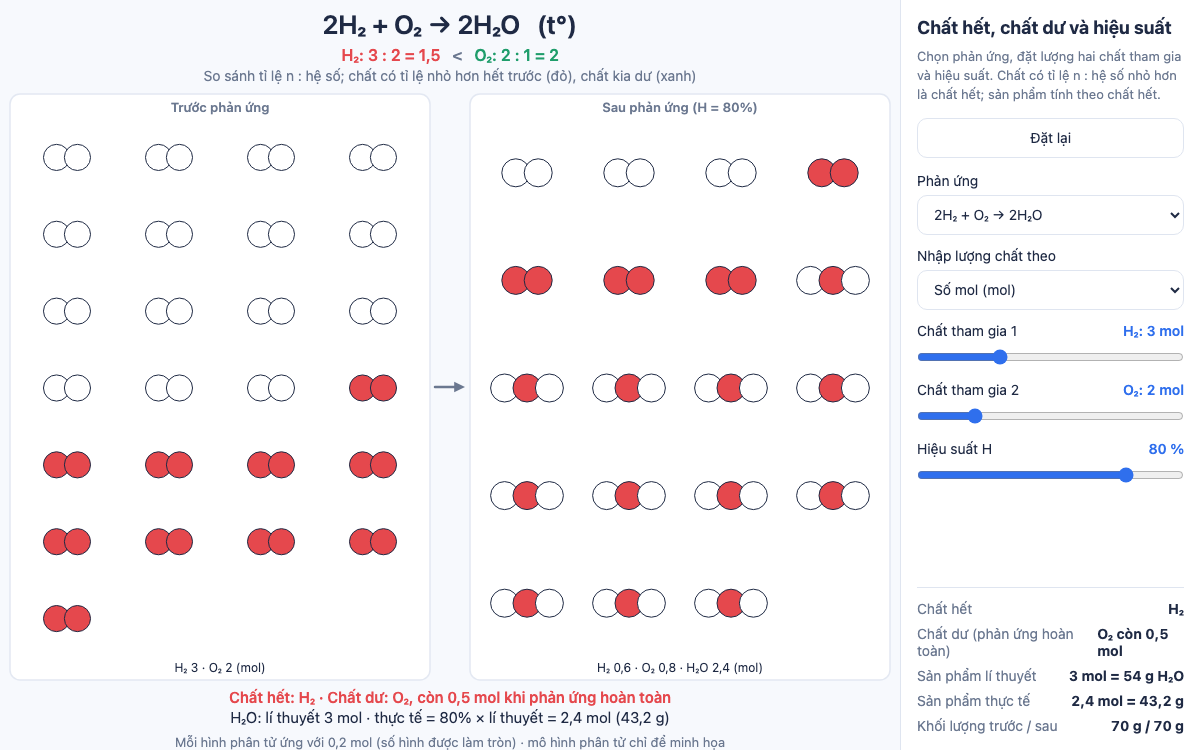 2H₂ + O₂ → 2H₂O (t°)
H₂: 3 : 2 = 1,5 < O₂: 2 : 1 = 2
So sánh tỉ lệ n : hệ số; chất có tỉ lệ nhỏ hơn hết trước (đỏ), chất kia dư (xanh)
Trước phản ứng
H₂ 3 · O₂ 2 (mol)
Sau phản ứng (H = 80%)
H₂ 0,6 · O₂ 0,8 · H₂O 2,4 (mol)
Chất hết: H₂ · Chất dư: O₂, còn 0,5 mol khi phản ứng hoàn toàn
H₂O: lí thuyết 3 mol · thực tế = 80% × lí thuyết = 2,4 mol (43,2 g)
Mỗi hình phân tử ứng với 0,2 mol (số hình được làm tròn) · mô hình phân tử chỉ để minh họa
Chất hết, chất dư và hiệu suất
Chọn phản ứng, đặt lượng hai chất tham gia
và hiệu suất. Chất có tỉ lệ n : hệ số nhỏ hơn
là chất hết; sản phẩm tính theo chất hết.
Đặt lại
Phản ứng
2H₂ + O₂ → 2H₂O
Nhập lượng chất theo
Số mol (mol)
Chất tham gia 1 H₂: 3 mol
Chất tham gia 2 O₂: 2 mol
Hiệu suất H 80 %
Chất hết H₂
Chất dư (phản ứng hoàn O₂ còn 0,5
toàn) mol
Sản phẩm lí thuyết 3 mol = 54 g H₂O
Sản phẩm thực tế 2,4 mol = 43,2 g
Khối lượng trước / sau 70 g / 70 g